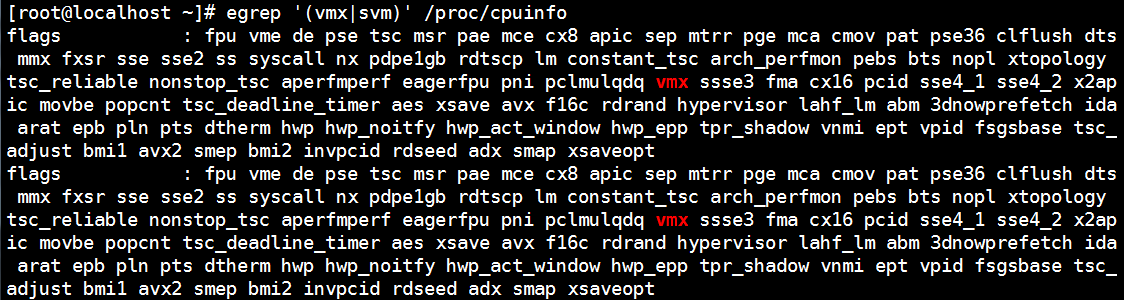 [root@localhost ~]# egrep '(vmx|svm)' /proc/cpuinfo
flags           : fpu vme de pse tsc msr pae mce cx8 apic sep mtrr pge mca cmov pat pse36 clflush dts
 mmx fxsr sse sse2 ss syscall nx pdpe1gb rdtscp lm constant_tsc arch_perfmon pebs bts nopl xtopology
tsc_reliable nonstop_tsc aperfmperf eagerfpu pni pclmulqdq vmx ssse3 fma cx16 pcid sse4_1 sse4_2 x2ap
ic movbe popcnt tsc_deadline_timer aes xsave avx f16c rdrand hypervisor lahf_lm abm 3dnowprefetch ida
 arat epb pln pts dtherm hwp hwp_noitfy hwp_act_window hwp_epp tpr_shadow vnmi ept vpid fsgsbase tsc_
adjust bmi1 avx2 smep bmi2 invpcid rdseed adx smap xsaveopt
flags           : fpu vme de pse tsc msr pae mce cx8 apic sep mtrr pge mca cmov pat pse36 clflush dts
 mmx fxsr sse sse2 ss syscall nx pdpe1gb rdtscp lm constant_tsc arch_perfmon pebs bts nopl xtopology
tsc_reliable nonstop_tsc aperfmperf eagerfpu pni pclmulqdq vmx ssse3 fma cx16 pcid sse4_1 sse4_2 x2ap
ic movbe popcnt tsc_deadline_timer aes xsave avx f16c rdrand hypervisor lahf_lm abm 3dnowprefetch ida
 arat epb pln pts dtherm hwp hwp_noitfy hwp_act_window hwp_epp tpr_shadow vnmi ept vpid fsgsbase tsc_
adjust bmi1 avx2 smep bmi2 invpcid rdseed adx smap xsaveopt